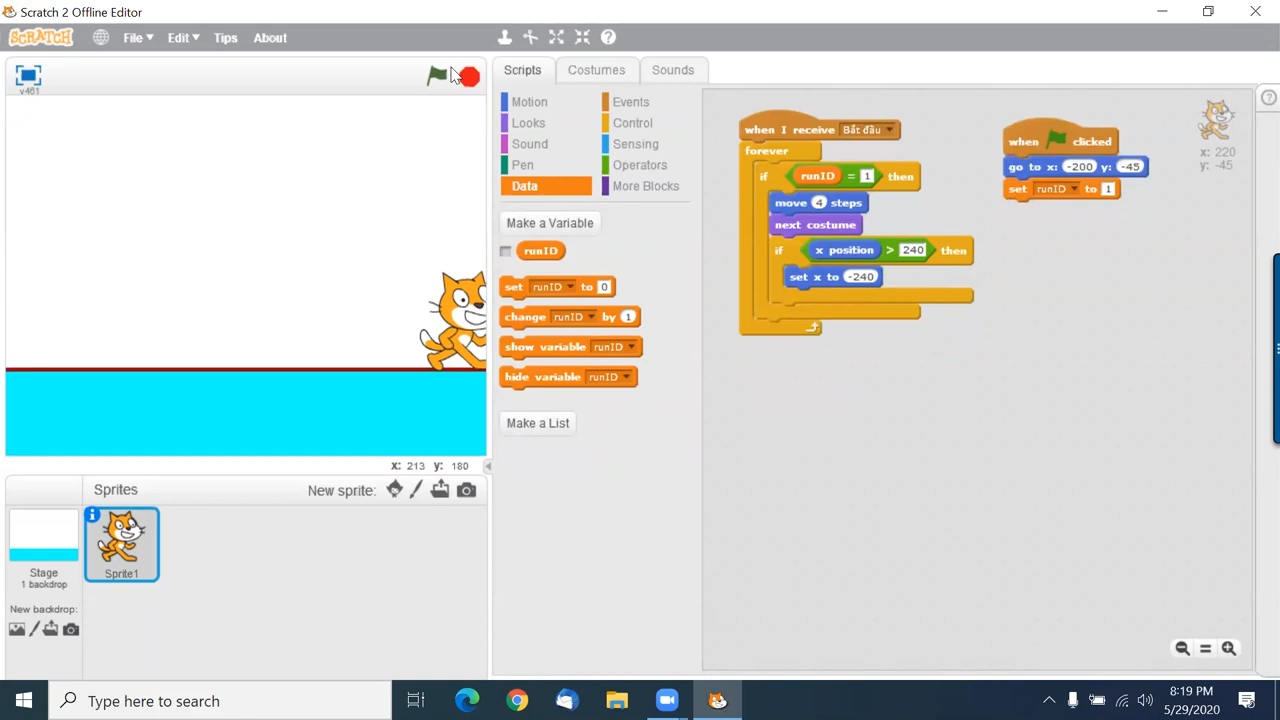 Scratch 2 Offline Editor
SCRATCH File Edit Tips About
v461
Scripts Costumes Sounds
Motion Events
Looks Control
Sound Sensing
Pen Operators
Data More Blocks
Make a Variable
runID
set runID to 0
change runID by 1
show variable runID
hide variable runID
Make a List
when I receive Bắt đầu
forever
if runID = 1 then
move 4 steps
next costume
if x position > 240 then
set x to -240
when clicked
go to x: -200 y: -45
set runID to 1
x: 220
y: -45
x: 213 y: 180
Sprites New sprite:
Stage
1 backdrop
New backdrop:
Sprite1
Type here to search
8:19 PM
5/29/2020